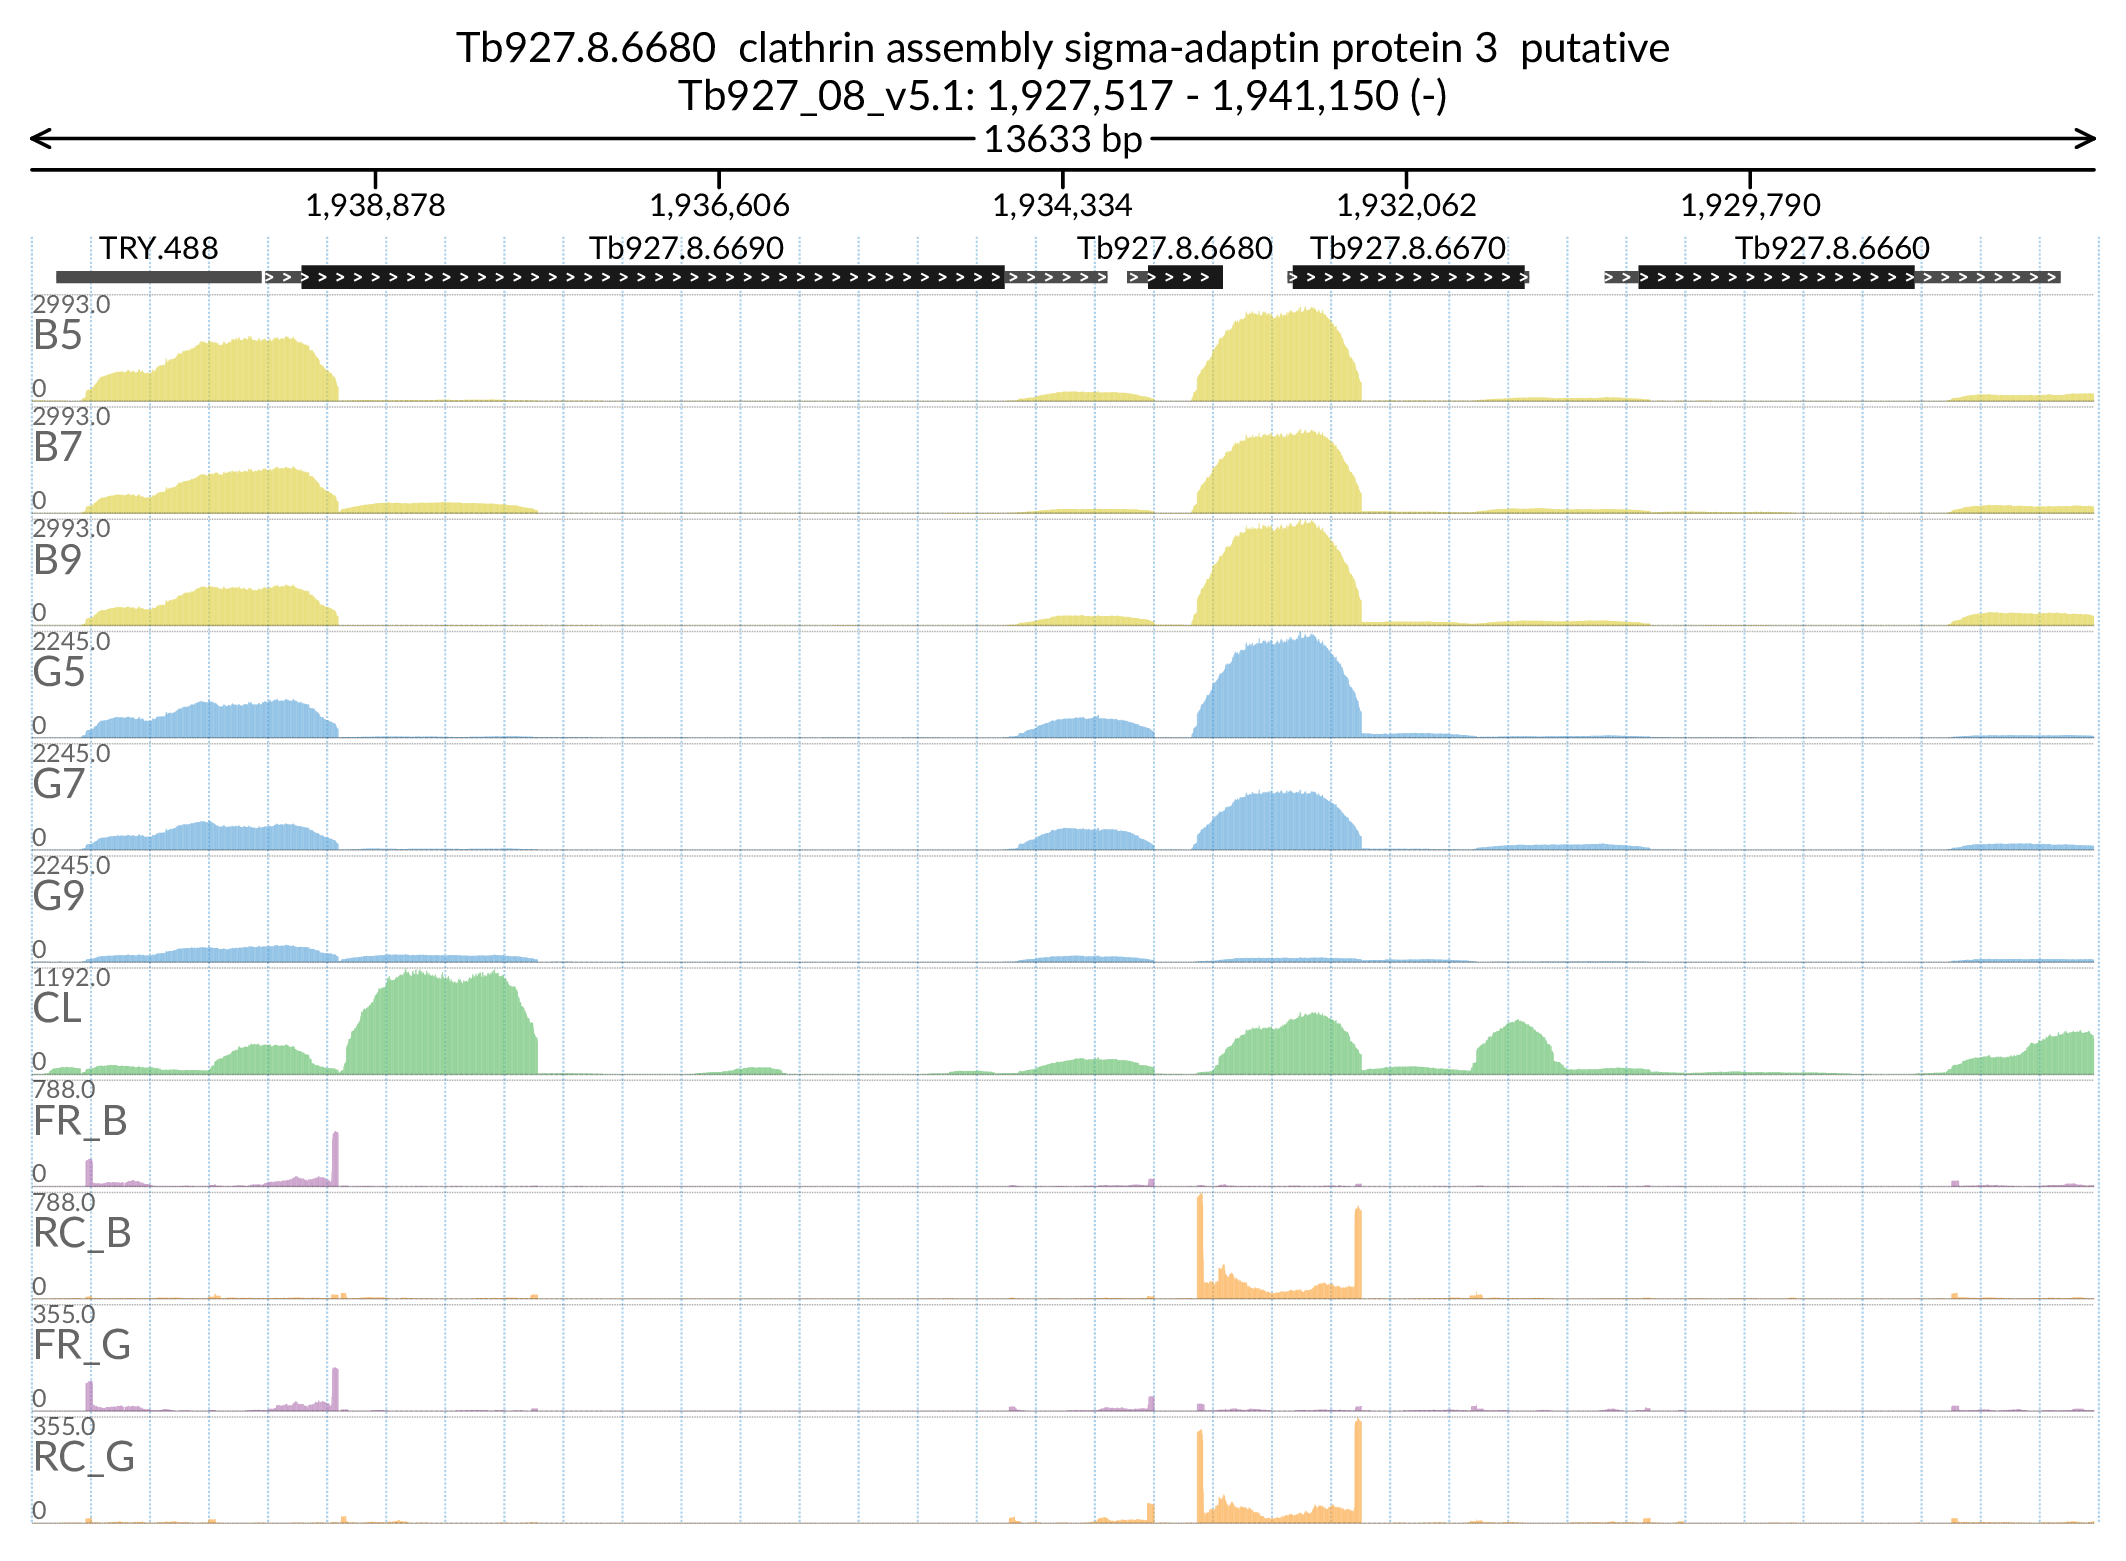 Tb927.8.6680 clathrin assembly sigma-adaptin protein 3 putative
Tb927_08_v5.1: 1,927,517 - 1,941,150 (-)
13633 bp
1,938,878 1,936,606 1,934,334 1,932,062 1,929,790
TRY.488 Tb927.8.6690 Tb927.8.6680 Tb927.8.6670 Tb927.8.6660
2993.0
B5
0
2993.0
B7
0
2993.0
B9
0
2245.0
G5
0
2245.0
G7
0
2245.0
G9
0
1192.0
CL
0
788.0
FR_B
0
788.0
RC_B
0
355.0
FR_G
0
355.0
RC_G
0